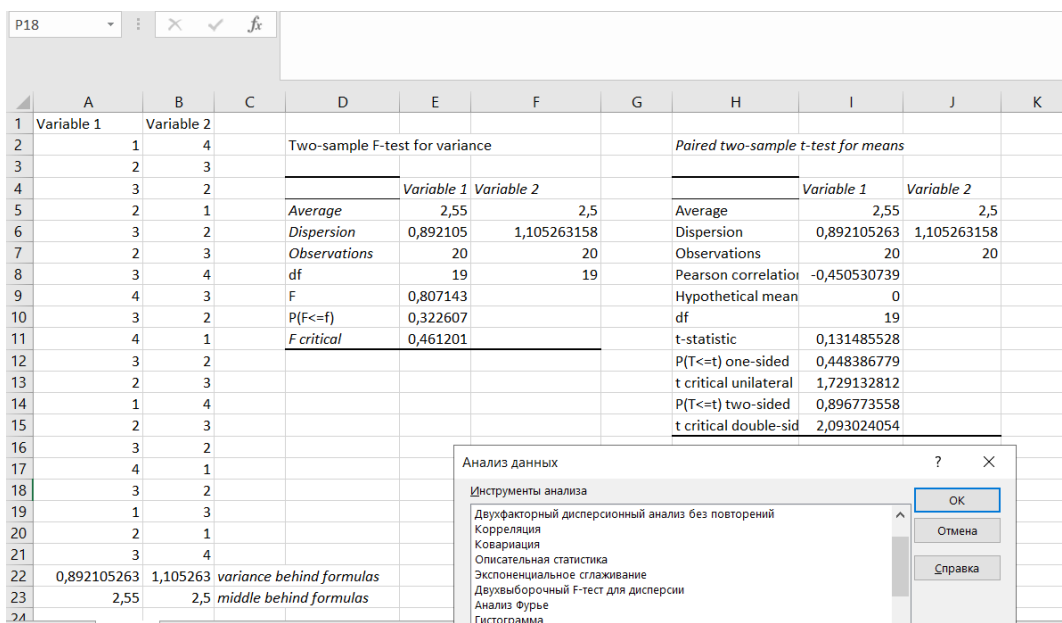 P18 fx
A B C D E F G H I J K
1 Variable 1 Variable 2
2 1 4 Two-sample F-test for variance Paired two-sample t-test for means
3 2 3
4 3 2 Variable 1 Variable 2 Variable 1 Variable 2
5 2 1 Average 2,55 2,5 Average 2,55 2,5
6 3 2 Dispersion 0,892105 1,105263158 Dispersion 0,892105263 1,105263158
7 2 3 Observations 20 20 Observations 20 20
8 3 4 df 19 19 Pearson correlation -0,450530739
9 4 3 F 0,807143 Hypothetical mean 0
10 3 2 P(F<=f) 0,322607 df 19
11 4 1 F critical 0,461201 t-statistic 0,131485528
12 3 2 P(T<=t) one-sided 0,448386779
13 2 3 t critical unilateral 1,729132812
14 1 4 P(T<=t) two-sided 0,896773558
15 2 3 t critical double-sid 2,093024054
16 3 2
17 4 1 Анализ данных ? ×
18 3 2 Инструменты анализа ОК
19 1 3 Двухфакторный дисперсионный анализ без повторений
20 2 1 Корреляция Отмена
Ковариация
21 3 4 Описательная статистика Справка
22 0,892105263 1,105263 variance behind formulas Экспоненциальное сглаживание
Двухвыборочный F-тест для дисперсии
23 2,55 2,5 middle behind formulas Анализ Фурье
24 Гистограмма